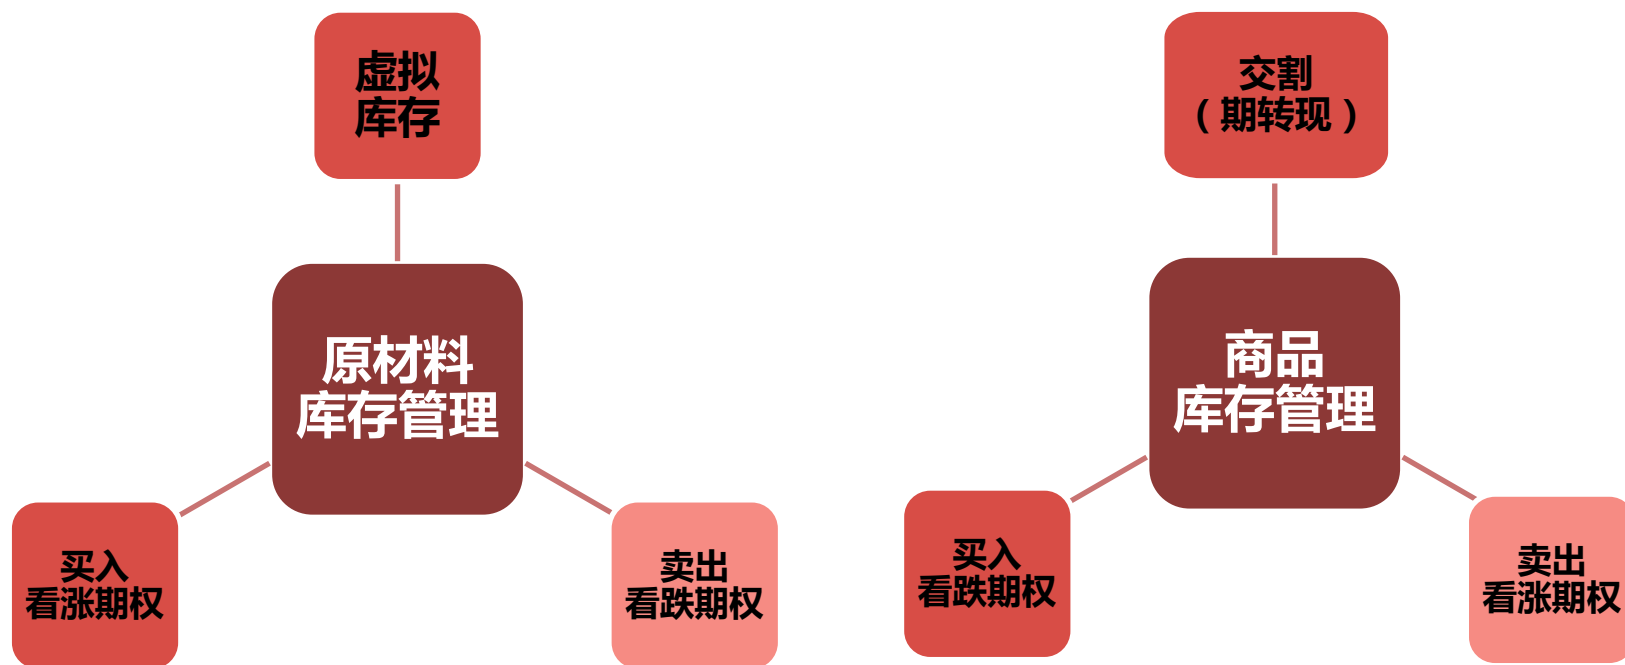 虚拟
库存
原材料
库存管理
买入
看涨期权
卖出
看跌期权
交割
（期转现）
商品
库存管理
买入
看跌期权
卖出
看涨期权